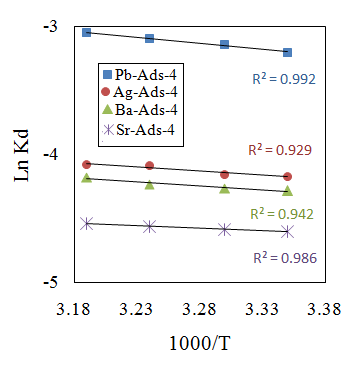 -3
Pb-Ads-4
Ag-Ads-4
Ba-Ads-4
Sr-Ads-4
R² = 0.992
Ln Kd
-4
R² = 0.929
R² = 0.942
R² = 0.986
-5
3.18 3.23 3.28 3.33 3.38
1000/T